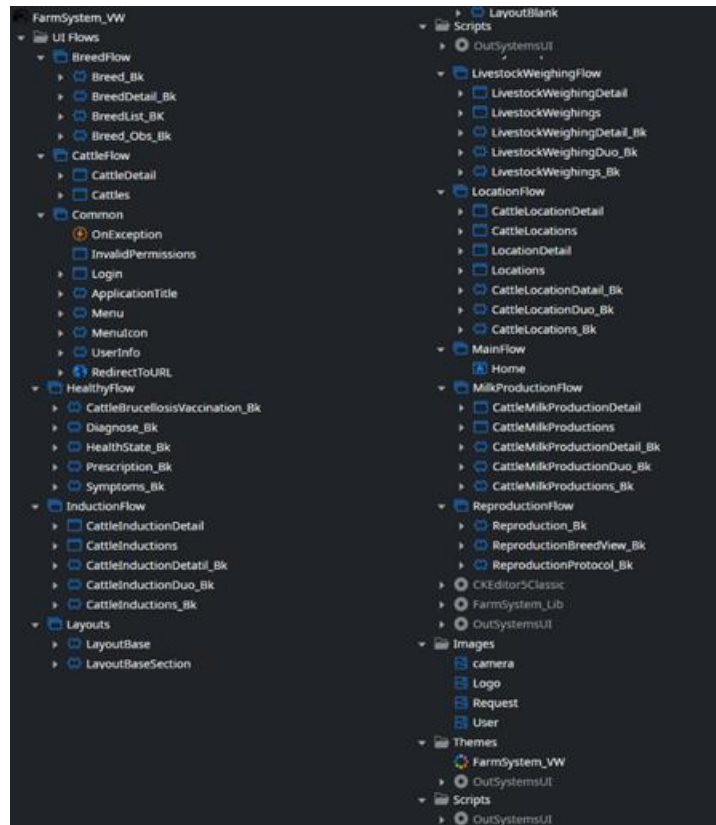 FarmSystem_VW
UI Flows
BreedFlow
Breed_Bk
BreedDetail_Bk
BreedList_BK
Breed_Obs_Bk
CattleFlow
CattleDetail
Cattles
Common
OnException
InvalidPermissions
Login
ApplicationTitle
Menu
MenuIcon
UserInfo
RedirectToURL
HealthyFlow
CattleBrucellosisVaccination_Bk
Diagnose_Bk
HealthState_Bk
Prescription_Bk
Symptoms_Bk
InductionFlow
CattleInductionDetail
CattleInductions
CattleInductionDetatil_Bk
CattleInductionDuo_Bk
CattleInductions_Bk
Layouts
LayoutBase
LayoutBaseSection
LayoutBlank
Scripts
OutSystemsUI
LivestockWeighingFlow
LivestockWeighingDetail
LivestockWeighings
LivestockWeighingDetail_Bk
LivestockWeighingDuo_Bk
LivestockWeighings_Bk
LocationFlow
CattleLocationDetail
CattleLocations
LocationDetail
Locations
CattleLocationDatail_Bk
CattleLocationDuo_Bk
CattleLocations_Bk
MainFlow
Home
MilkProductionFlow
CattleMilkProductionDetail
CattleMilkProductions
CattleMilkProductionDetail_Bk
CattleMilkProductionDuo_Bk
CattleMilkProductions_Bk
ReproductionFlow
Reproduction_Bk
ReproductionBreedView_Bk
ReproductionProtocol_Bk
CKEditor5Classic
FarmSystem_Lib
OutSystemsUI
Images
camera
Logo
Request
User
Themes
FarmSystem_VW
OutSystemsUI
Scripts
OutSystemsUI